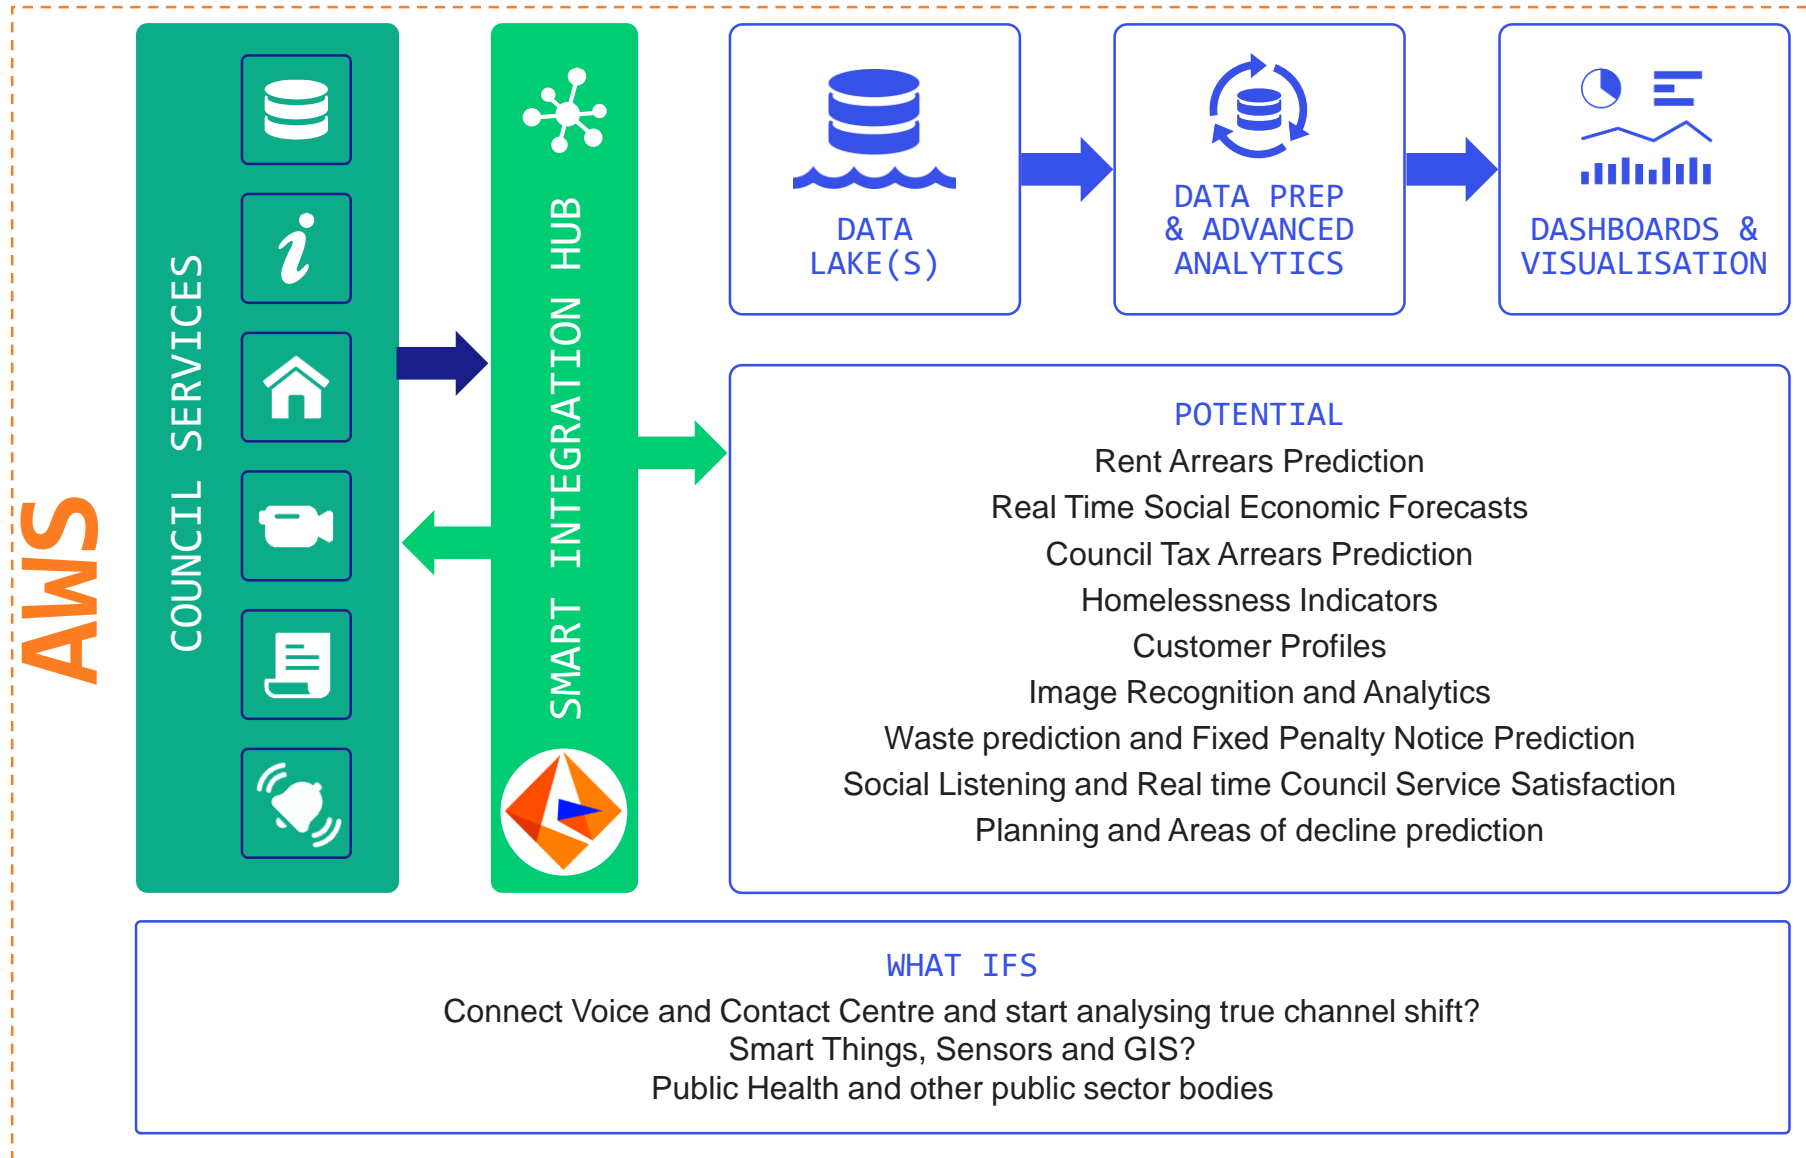 AWS
COUNCIL SERVICES
SMART INTEGRATION HUB
DATA
LAKE(S)
DATA PREP
& ADVANCED
ANALYTICS
DASHBOARDS &
VISUALISATION
POTENTIAL
Rent Arrears Prediction
Real Time Social Economic Forecasts
Council Tax Arrears Prediction
Homelessness Indicators
Customer Profiles
Image Recognition and Analytics
Waste prediction and Fixed Penalty Notice Prediction
Social Listening and Real time Council Service Satisfaction
Planning and Areas of decline prediction
WHAT IFS
Connect Voice and Contact Centre and start analysing true channel shift?
Smart Things, Sensors and GIS?
Public Health and other public sector bodies